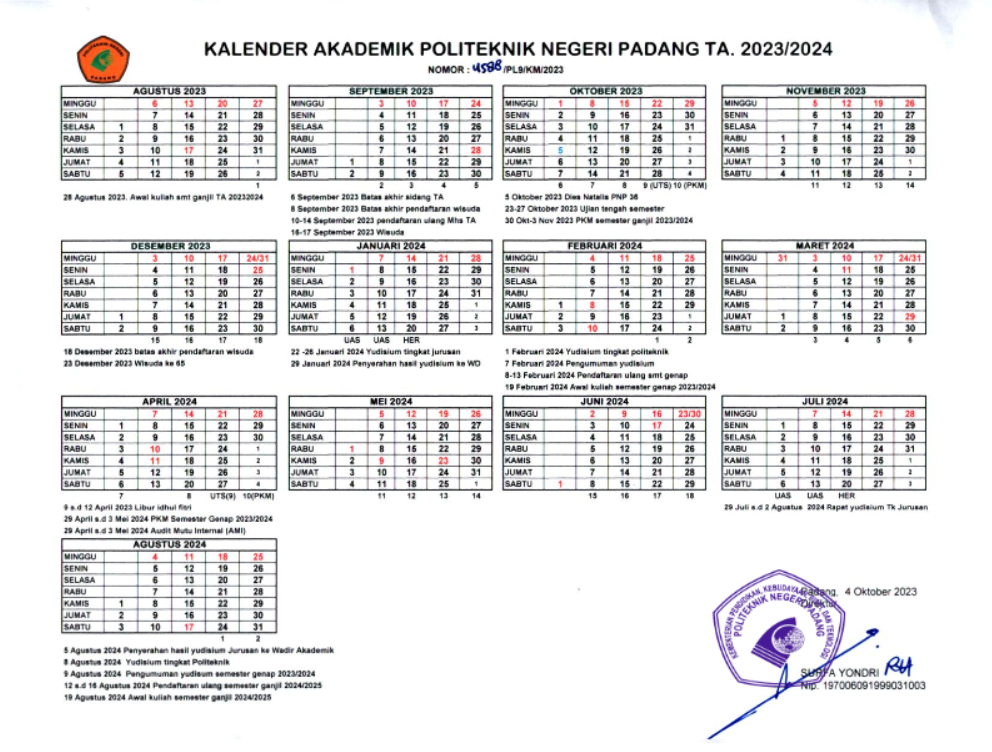 POLITEKNIK NEGERI
PADANG
KALENDER AKADEMIK POLITEKNIK NEGERI PADANG TA. 2023/2024
NOMOR : 4588 /PL9/KM/2023
AGUSTUS 2023
MINGGU 6 13 20 27
SENIN 7 14 21 28
SELASA 1 8 15 22 29
RABU 2 9 16 23 30
KAMIS 3 10 17 24 31
JUMAT 4 11 18 25 1
SABTU 5 12 19 26 2
1
28 Agustus 2023. Awal kuliah smt ganjil TA 20232024
SEPTEMBER 2023
MINGGU 3 10 17 24
SENIN 4 11 18 25
SELASA 5 12 19 26
RABU 6 13 20 27
KAMIS 7 14 21 28
JUMAT 1 8 15 22 29
SABTU 2 9 16 23 30
2 3 4 5
6 September 2023 Batas akhir sidang TA
8 September 2023 Batas akhir pendaftaran wisuda
10-14 September 2023 pendaftaran ulang Mhs TA
16-17 September 2023 Wisuda
OKTOBER 2023
MINGGU 1 8 15 22 29
SENIN 2 9 16 23 30
SELASA 3 10 17 24 31
RABU 4 11 18 25 1
KAMIS 5 12 19 26 2
JUMAT 6 13 20 27 3
SABTU 7 14 21 28 4
6 7 8 9 (UTS) 10 (PKM)
5 Oktober 2023 Dies Natalis PNP 36
23-27 Oktober 2023 Ujian tengah semester
30 Okt-3 Nov 2023 PKM semester ganjil 2023/2024
NOVEMBER 2023
MINGGU 5 12 19 26
SENIN 6 13 20 27
SELASA 7 14 21 28
RABU 1 8 15 22 29
KAMIS 2 9 16 23 30
JUMAT 3 10 17 24 1
SABTU 4 11 18 25 2
11 12 13 14
DESEMBER 2023
MINGGU 3 10 17 24/31
SENIN 4 11 18 25
SELASA 5 12 19 26
RABU 6 13 20 27
KAMIS 7 14 21 28
JUMAT 1 8 15 22 29
SABTU 2 9 16 23 30
15 16 17 18
18 Desember 2023 batas akhir pendaftaran wisuda
23 Desember 2023 Wisuda ke 65
JANUARI 2024
MINGGU 7 14 21 28
SENIN 1 8 15 22 29
SELASA 2 9 16 23 30
RABU 3 10 17 24 31
KAMIS 4 11 18 25 1
JUMAT 5 12 19 26 2
SABTU 6 13 20 27 3
UAS UAS HER
22 -26 Januari 2024 Yudisium tingkat jurusan
29 Januari 2024 Penyerahan hasil yudisium ke WD
FEBRUARI 2024
MINGGU 4 11 18 25
SENIN 5 12 19 26
SELASA 6 13 20 27
RABU 7 14 21 28
KAMIS 1 8 15 22 29
JUMAT 2 9 16 23 1
SABTU 3 10 17 24 2
1 2
1 Februari 2024 Yudisium tingkat politeknik
7 Februari 2024 Pengumuman yudisium
8-13 Februari 2024 Pendaftaran ulang smt genap
19 Februari 2024 Awal kuliah semester genap 2023/2024
MARET 2024
MINGGU 31 3 10 17 24/31
SENIN 4 11 18 25
SELASA 5 12 19 26
RABU 6 13 20 27
KAMIS 7 14 21 28
JUMAT 1 8 15 22 29
SABTU 2 9 16 23 30
3 4 5 6
APRIL 2024
MINGGU 7 14 21 28
SENIN 1 8 15 22 29
SELASA 2 9 16 23 30
RABU 3 10 17 24 1
KAMIS 4 11 18 25 2
JUMAT 5 12 19 26 3
SABTU 6 13 20 27 4
7 8 UTS(9) 10(PKM)
9 s.d 12 April 2023 Libur idhul fitri
29 April s.d 3 Mei 2024 PKM Semester Genap 2023/2024
29 April s.d 3 Mei 2024 Audit Mutu Internal (AMI)
MEI 2024
MINGGU 5 12 19 26
SENIN 6 13 20 27
SELASA 7 14 21 28
RABU 1 8 15 22 29
KAMIS 2 9 16 23 30
JUMAT 3 10 17 24 31
SABTU 4 11 18 25 1
11 12 13 14
JUNI 2024
MINGGU 2 9 16 23/30
SENIN 3 10 17 24
SELASA 4 11 18 25
RABU 5 12 19 26
KAMIS 6 13 20 27
JUMAT 7 14 21 28
SABTU 1 8 15 22 29
15 16 17 18
JULI 2024
MINGGU 7 14 21 28
SENIN 1 8 15 22 29
SELASA 2 9 16 23 30
RABU 3 10 17 24 31
KAMIS 4 11 18 25 1
JUMAT 5 12 19 26 2
SABTU 6 13 20 27 3
UAS UAS HER
29 Juli s.d 2 Agustus 2024 Rapat yudisium Tk Jurusan
AGUSTUS 2024
MINGGU 4 11 18 25
SENIN 5 12 19 26
SELASA 6 13 20 27
RABU 7 14 21 28
KAMIS 1 8 15 22 29
JUMAT 2 9 16 23 30
SABTU 3 10 17 24 31
1 2
5 Agustus 2024 Penyerahan hasil yudisium Jurusan ke Wadir Akademik
8 Agustus 2024 Yudisium tingkat Politeknik
9 Agustus 2024 Pengumuman yudisum semester genap 2023/2024
12 s/d 16 Agustus 2024 Pendaftaran ulang semester ganjil 2024/2025
19 Agustus 2024 Awal kuliah semester ganjil 2024/2025
Padang, 4 Oktober 2023
Direktur
KEMENTERIAN PENDIDIKAN, KEBUDAYAAN, RISET, DAN TEKNOLOGI
POLITEKNIK NEGERI PADANG
SURFA YONDRI
Nip. 197006091999031003